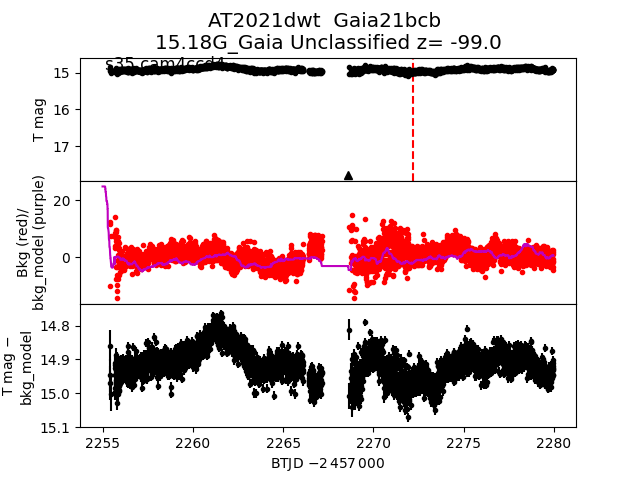 AT2021dwt Gaia21bcb
15.18G_Gaia Unclassified z= -99.0
s35 cam4ccd4
T mag
15
16
17
Bkg (red)/
bkg_model (purple)
20
0
T mag −
bkg_model
14.8
14.9
15.0
15.1
2255
2260
2265
2270
2275
2280
BTJD −2 457 000